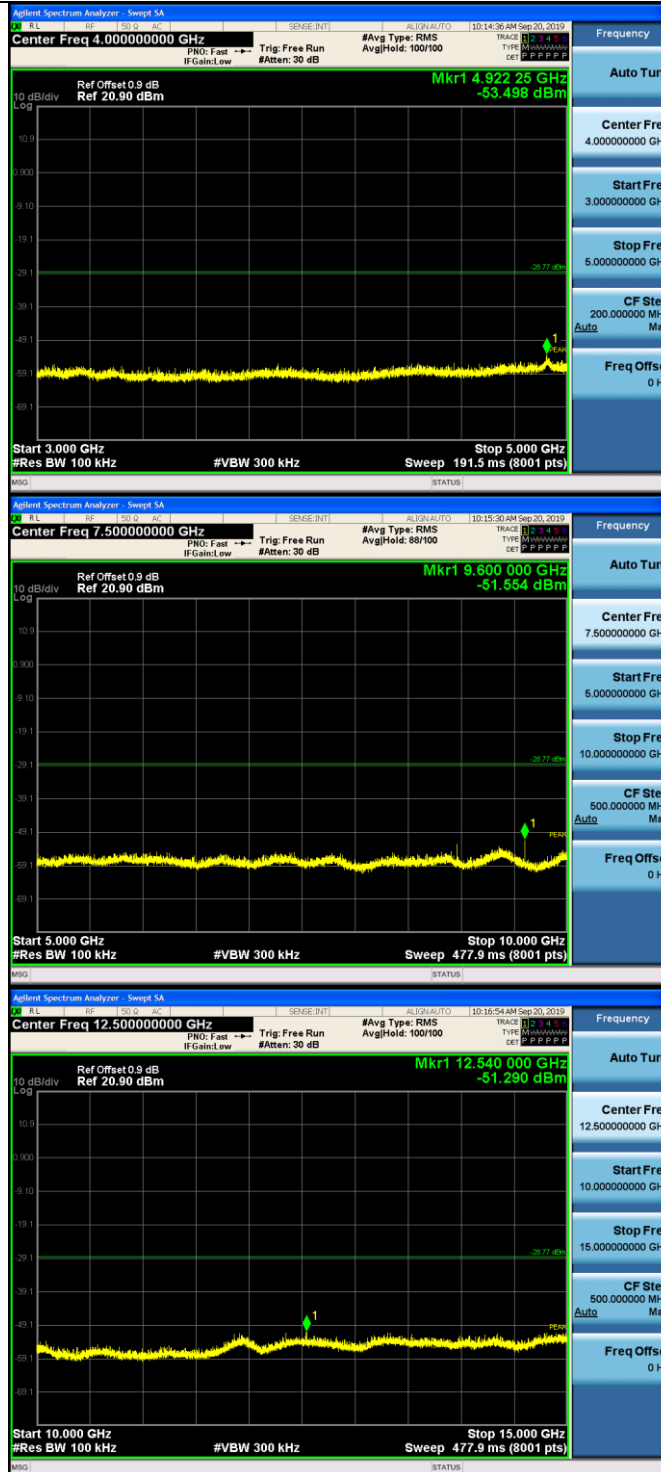 Agilent Spectrum Analyzer - Swept SA
RL RF 50 Ω AC SENSE:INT ALIGNAUTO 10:14:36 AM Sep 20, 2019
Center Freq 4.000000000 GHz #Avg Type: RMS TRACE 1 2 3 4 5 6 Frequency
PNO: Fast Trig: Free Run Avg|Hold: 100/100 TYPE M
IFGain:Low #Atten: 30 dB DET P P P P P P
Mkr1 4.922 25 GHz Auto Tun
Ref Offset 0.9 dB -53.498 dBm
10 dB/div Ref 20.90 dBm
Log
Center Fre
10.9 4.000000000 GH
0.900 Start Fre
-9.10 3.000000000 GH
-19.1 Stop Fre
-29.1 -28.77 dBm 5.000000000 GH
-39.1 CF Ste
200.000000 MH
Auto Ma
-49.1 1
PEAK
-59.1 Freq Offse
0 H
-69.1
Start 3.000 GHz Stop 5.000 GHz
#Res BW 100 kHz #VBW 300 kHz Sweep 191.5 ms (8001 pts)
MSG STATUS
Agilent Spectrum Analyzer - Swept SA
RL RF 50 Ω AC SENSE:INT ALIGNAUTO 10:15:30 AM Sep 20, 2019
Center Freq 7.500000000 GHz #Avg Type: RMS TRACE 1 2 3 4 5 6 Frequency
PNO: Fast Trig: Free Run Avg|Hold: 88/100 TYPE M
IFGain:Low #Atten: 30 dB DET P P P P P P
Mkr1 9.600 000 GHz Auto Tun
Ref Offset 0.9 dB -51.554 dBm
10 dB/div Ref 20.90 dBm
Log
Center Fre
10.9 7.500000000 GH
0.900 Start Fre
-9.10 5.000000000 GH
-19.1 Stop Fre
-29.1 -28.77 dBm 10.000000000 GH
-39.1 CF Ste
500.000000 MH
Auto Ma
-49.1 1
PEAK
-59.1 Freq Offse
0 H
-69.1
Start 5.000 GHz Stop 10.000 GHz
#Res BW 100 kHz #VBW 300 kHz Sweep 477.9 ms (8001 pts)
MSG STATUS
Agilent Spectrum Analyzer - Swept SA
RL RF 50 Ω AC SENSE:INT ALIGNAUTO 10:16:54 AM Sep 20, 2019
Center Freq 12.500000000 GHz #Avg Type: RMS TRACE 1 2 3 4 5 6 Frequency
PNO: Fast Trig: Free Run Avg|Hold: 100/100 TYPE M
IFGain:Low #Atten: 30 dB DET P P P P P P
Mkr1 12.540 000 GHz Auto Tun
Ref Offset 0.9 dB -51.290 dBm
10 dB/div Ref 20.90 dBm
Log
Center Fre
10.9 12.500000000 GH
0.900 Start Fre
-9.10 10.000000000 GH
-19.1 Stop Fre
-29.1 -28.77 dBm 15.000000000 GH
-39.1 CF Ste
500.000000 MH
Auto Ma
-49.1 1
PEAK
-59.1 Freq Offse
0 H
-69.1
Start 10.000 GHz Stop 15.000 GHz
#Res BW 100 kHz #VBW 300 kHz Sweep 477.9 ms (8001 pts)
MSG STATUS